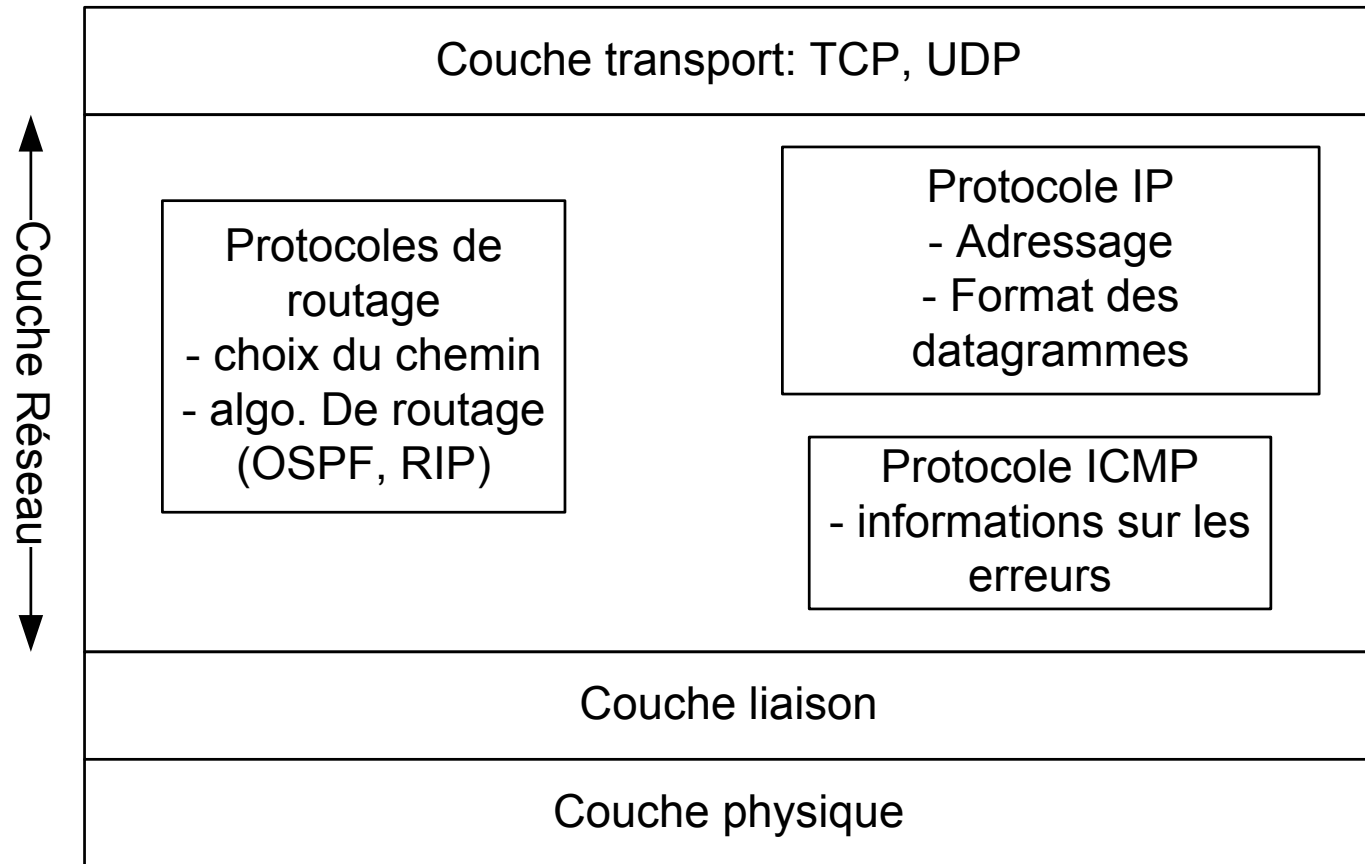 Couche transport: TCP, UDP
Couche Réseau
Protocoles de
routage
- choix du chemin
- algo. De routage
(OSPF, RIP)
Protocole IP
- Adressage
- Format des
datagrammes
Protocole ICMP
- informations sur les
erreurs
Couche liaison
Couche physique